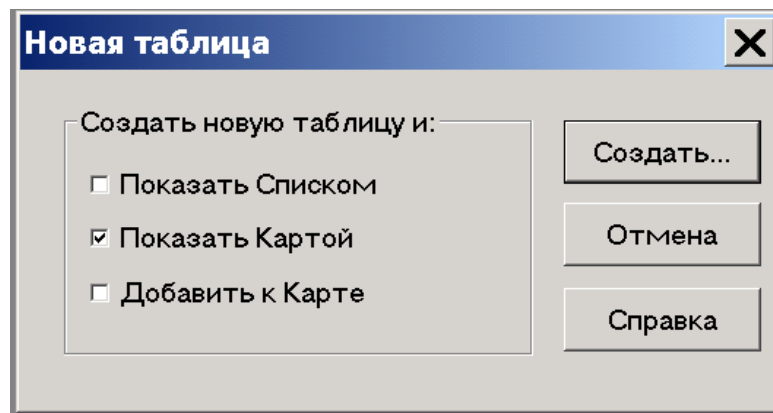 Новая таблица
Создать новую таблицу и:
Показать Списком
Показать Картой
Добавить к Карте
Создать...
Отмена
Справка